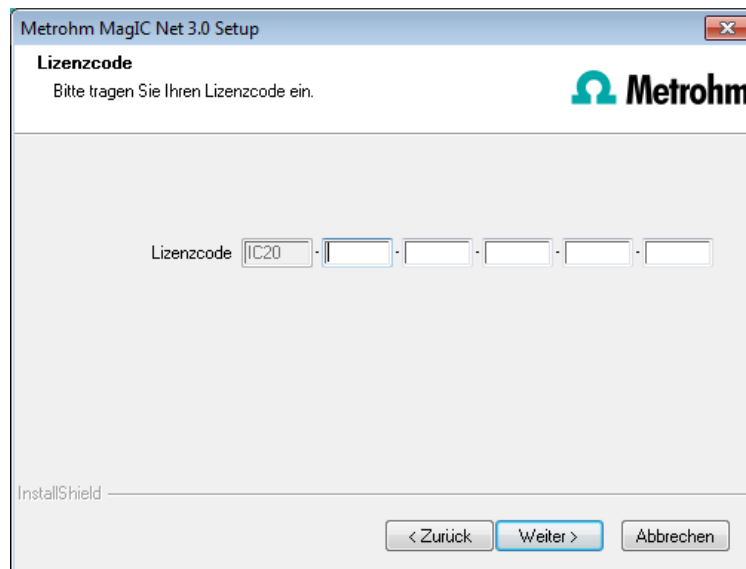 Metrohm MagIC Net 3.0 Setup
Lizenzcode
Bitte tragen Sie Ihren Lizenzcode ein.
Metrohm
Lizenzcode IC20 - - - - -
InstallShield
< Zurück Weiter > Abbrechen